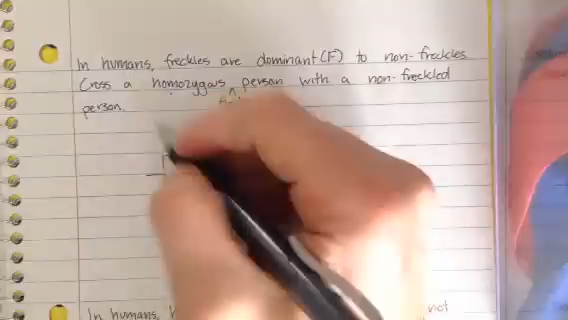 In humans, freckles are dominant (F) to non-freckles
Cross a homozygous person with a non-freckled
person.
In humans,
not